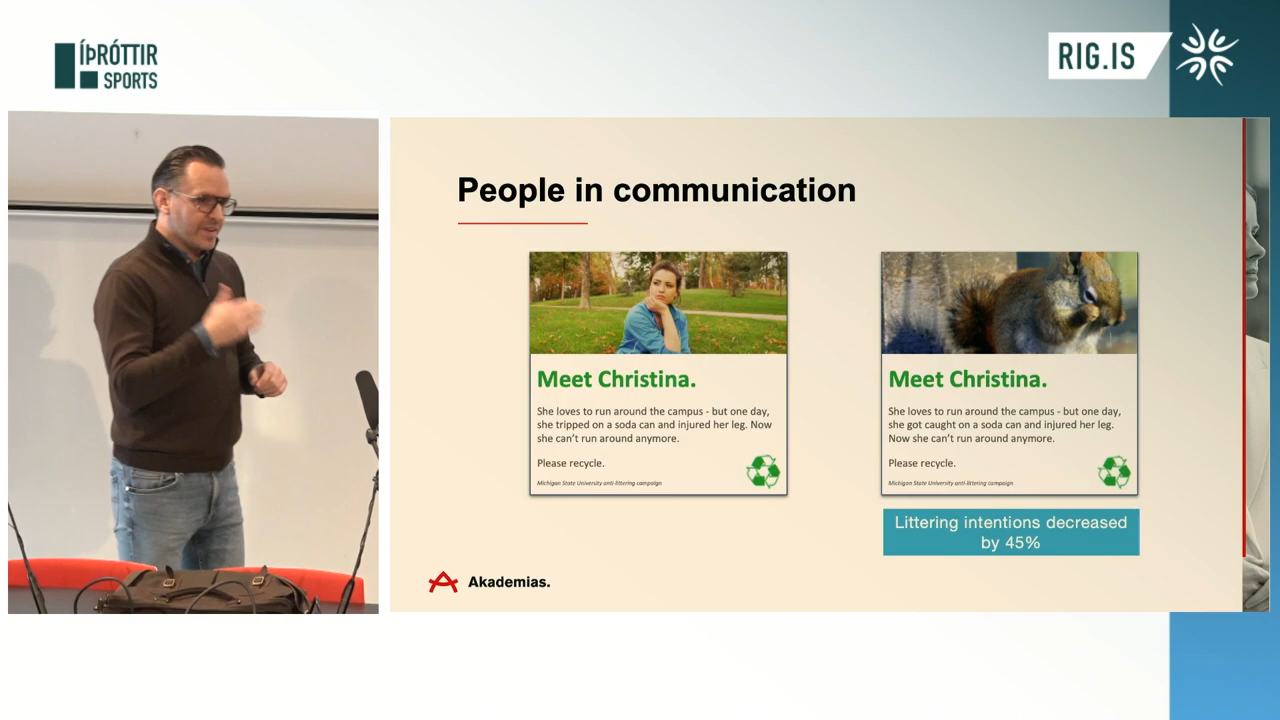 ÍÞRÓTTIR
SPORTS
RIG.IS
People in communication
Meet Christina.
She loves to run around the campus - but one day,
she tripped on a soda can and injured her leg. Now
she can't run around anymore.
Please recycle.
Michigan State University anti-littering campaign
Meet Christina.
She loves to run around the campus - but one day,
she got caught on a soda can and injured her leg.
Now she can't run around anymore.
Please recycle.
Michigan State University anti-littering campaign
Littering intentions decreased
by 45%
Akademias.